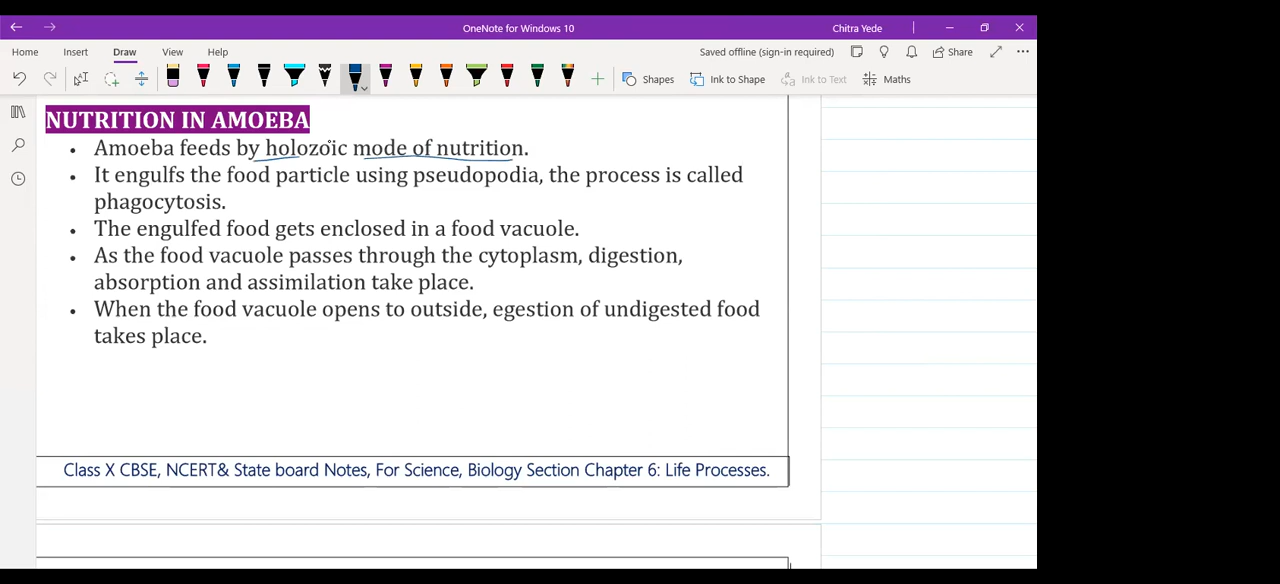 OneNote for Windows 10
Chitra Yede
Home Insert Draw View Help
Saved offline (sign-in required)
Share
Shapes
Ink to Shape
Ink to Text
Maths
NUTRITION IN AMOEBA
• Amoeba feeds by holozoic mode of nutrition.
• It engulfs the food particle using pseudopodia, the process is called
phagocytosis.
• The engulfed food gets enclosed in a food vacuole.
• As the food vacuole passes through the cytoplasm, digestion,
absorption and assimilation take place.
• When the food vacuole opens to outside, egestion of undigested food
takes place.
Class X CBSE, NCERT& State board Notes, For Science, Biology Section Chapter 6: Life Processes.